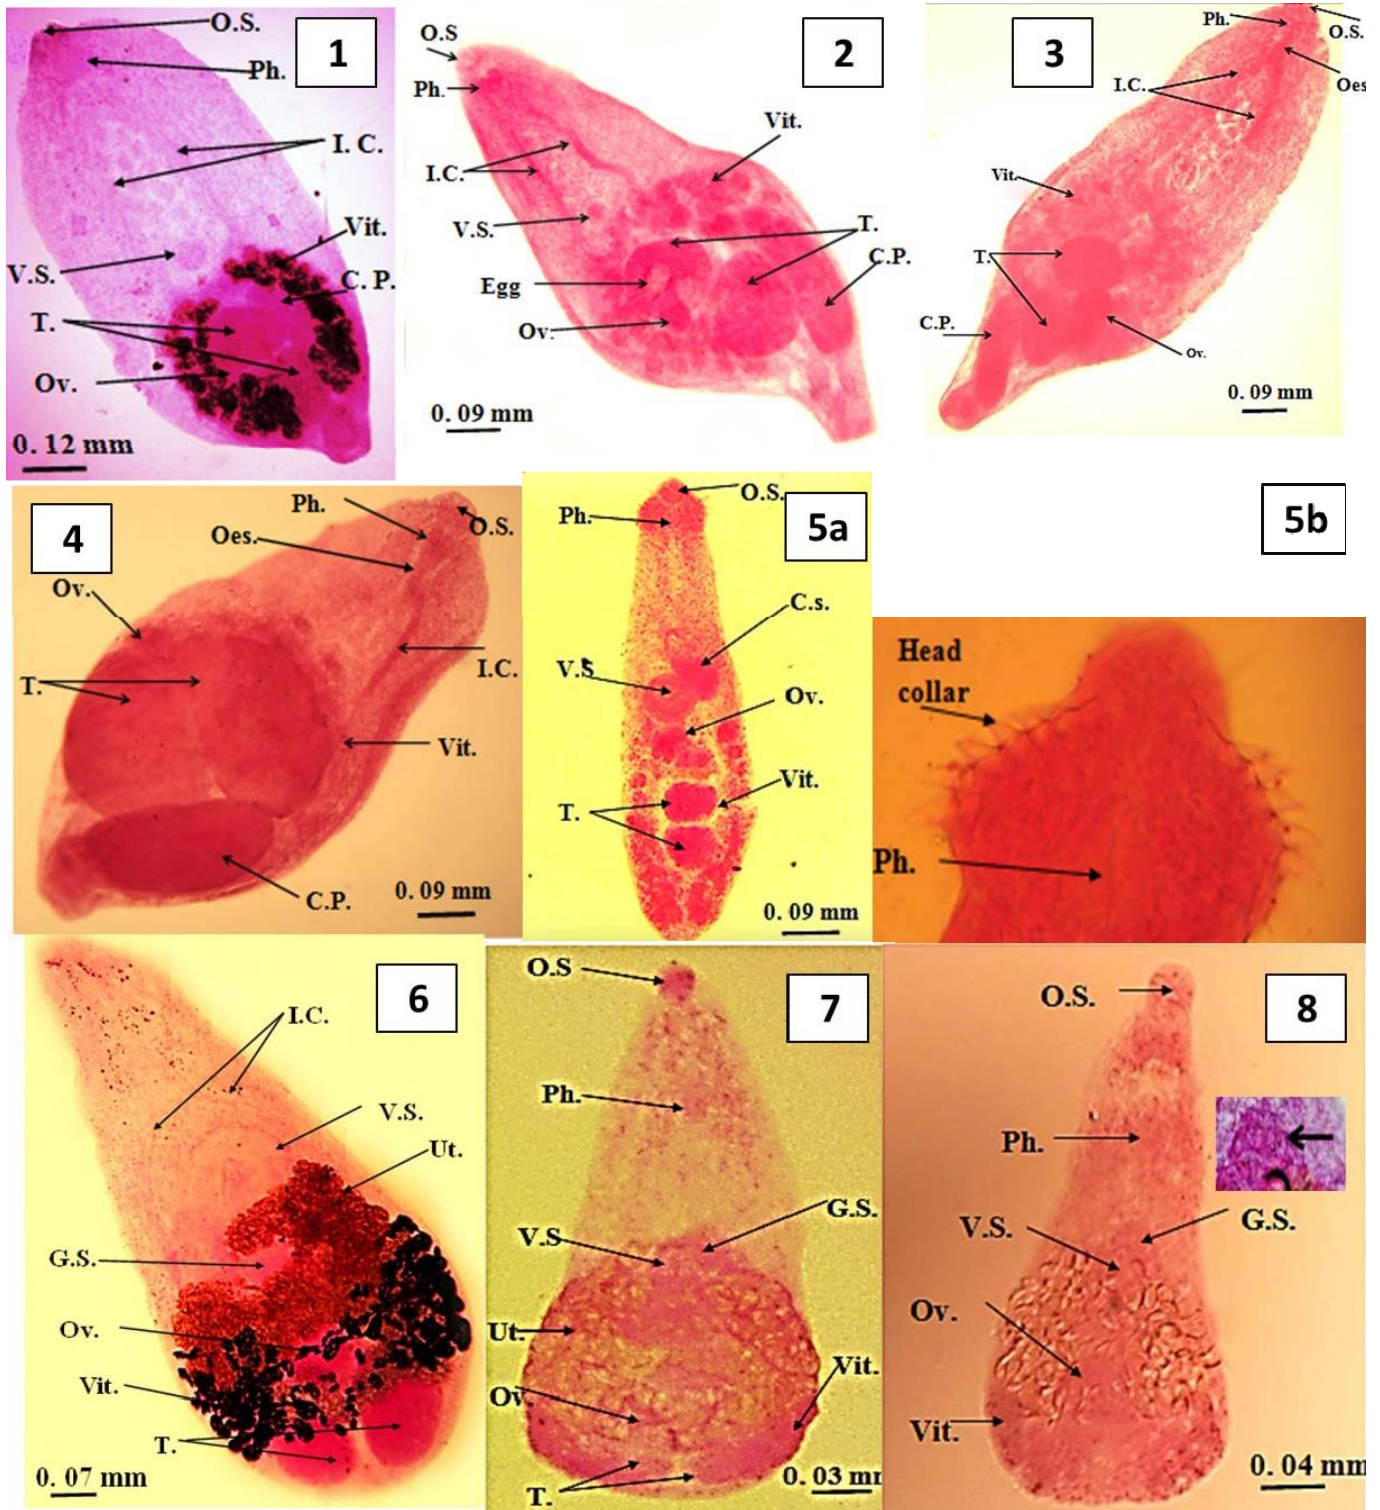 1
O.S.
Ph.
I. C.
Vit.
V.S.
C. P.
T.
Ov.
0. 12 mm
2
O.S
Ph.
Vit.
I.C.
V.S.
T.
C.P.
Egg
Ov.
0. 09 mm
3
Ph.
O.S.
I.C.
Oes
Vit.
T.
C.P.
Ov.
0. 09 mm
4
Ph.
O.S.
Oes.
Ov.
T.
I.C.
Vit.
C.P.
0. 09 mm
5a
O.S.
Ph.
C.s.
V.S
Ov.
Vit.
T.
0. 09 mm
5b
Head
collar
Ph.
6
I.C.
V.S.
Ut.
G.S.
Ov.
Vit.
T.
0. 07 mm
7
O.S
Ph.
G.S.
V.S
Ut.
Vit.
Ov.
T.
0. 03 mm
8
O.S.
Ph.
V.S.
G.S.
Ov.
Vit.
0. 04 mm